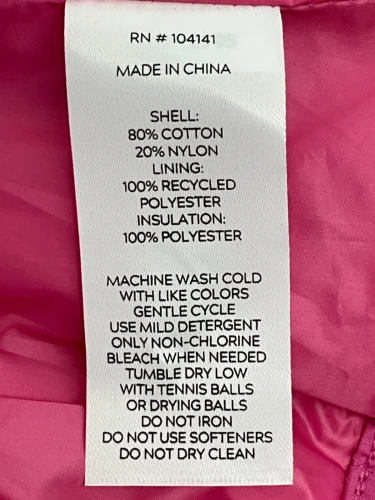 RN # 104141
MADE IN CHINA
SHELL:
80% COTTON
20% NYLON
LINING:
100% RECYCLED
POLYESTER
INSULATION:
100% POLYESTER
MACHINE WASH COLD
WITH LIKE COLORS
GENTLE CYCLE
USE MILD DETERGENT
ONLY NON-CHLORINE
BLEACH WHEN NEEDED
TUMBLE DRY LOW
WITH TENNIS BALLS
OR DRYING BALLS
DO NOT IRON
DO NOT USE SOFTENERS
DO NOT DRY CLEAN